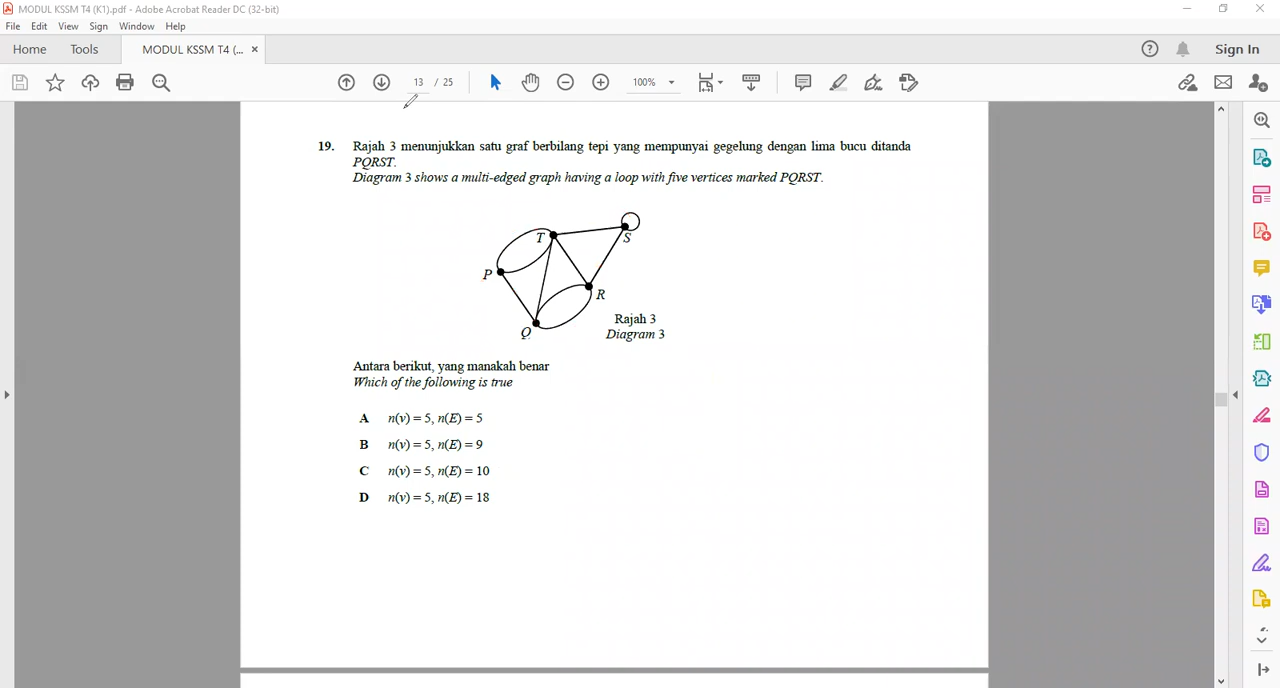 MODUL KSSM T4 (K1).pdf - Adobe Acrobat Reader DC (32-bit)
File Edit View Sign Window Help
Home Tools MODUL KSSM T4 (... × Sign In
13 / 25 100%
19. Rajah 3 menunjukkan satu graf berbilang tepi yang mempunyai gegelung dengan lima bucu ditanda
PQRST.
Diagram 3 shows a multi-edged graph having a loop with five vertices marked PQRST.
T
S
P
R
Q
Rajah 3
Diagram 3
Antara berikut, yang manakah benar
Which of the following is true
A n(v) = 5, n(E) = 5
B n(v) = 5, n(E) = 9
C n(v) = 5, n(E) = 10
D n(v) = 5, n(E) = 18